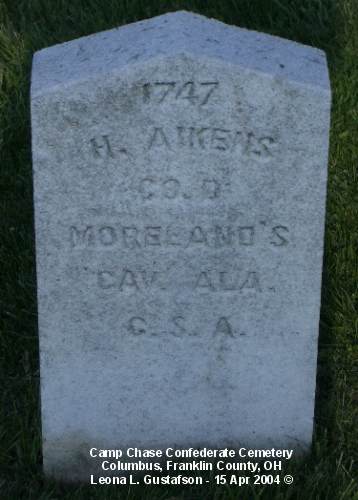 1747
H. AIKENS
CO. D
MORELAND'S
CAV. ALA.
C. S. A.
Camp Chase Confederate Cemetery
Columbus, Franklin County, OH
Leona L. Gustafson - 15 Apr 2004 ©